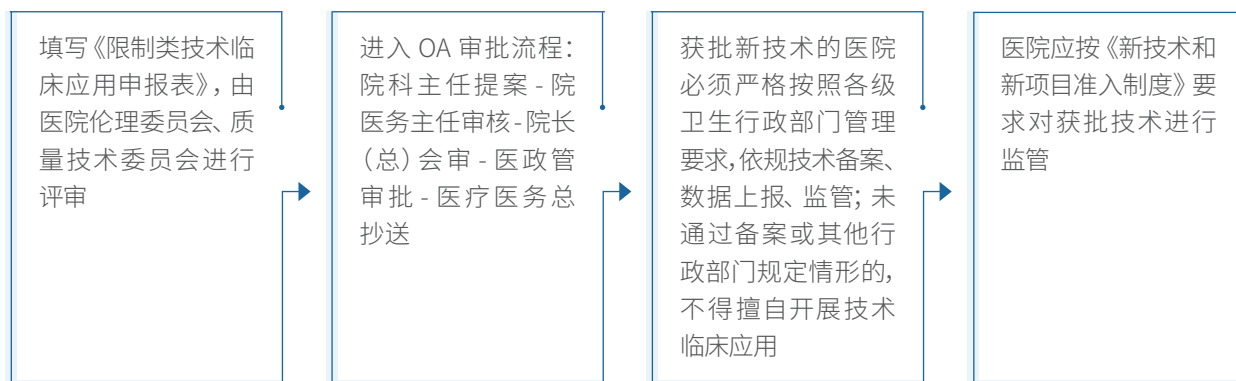 填写《限制类技术临
床应用申报表》，由
医院伦理委员会、质
量技术委员会进行
评审
进入 OA 审批流程：
院科主任提案 - 院
医务主任审核 - 院长
（总）会审 - 医政管
审批 - 医疗医务总
抄送
获批新技术的医院
必须严格按照各级
卫生行政部门管理
要求，依规技术备案、
数据上报、监管；未
通过备案或其他行
政部门规定情形的，
不得擅自开展技术
临床应用
医院应按《新技术和
新项目准入制度》要
求对获批技术进行
监管